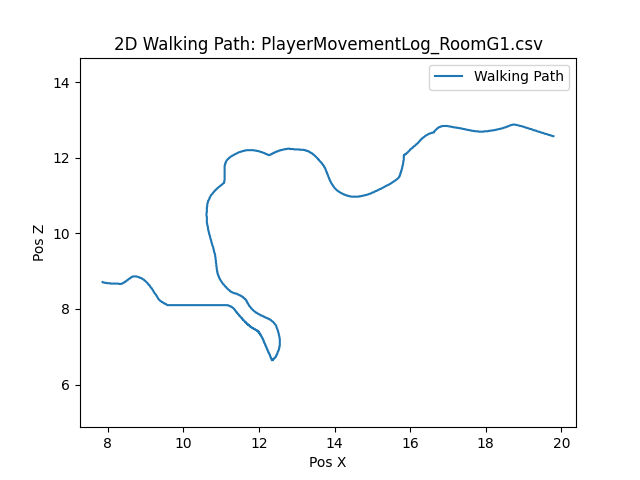 2D Walking Path: PlayerMovementLog_RoomG1.csv
Walking Path
14
12
10
8
6
Pos Z
8 10 12 14 16 18 20
Pos X